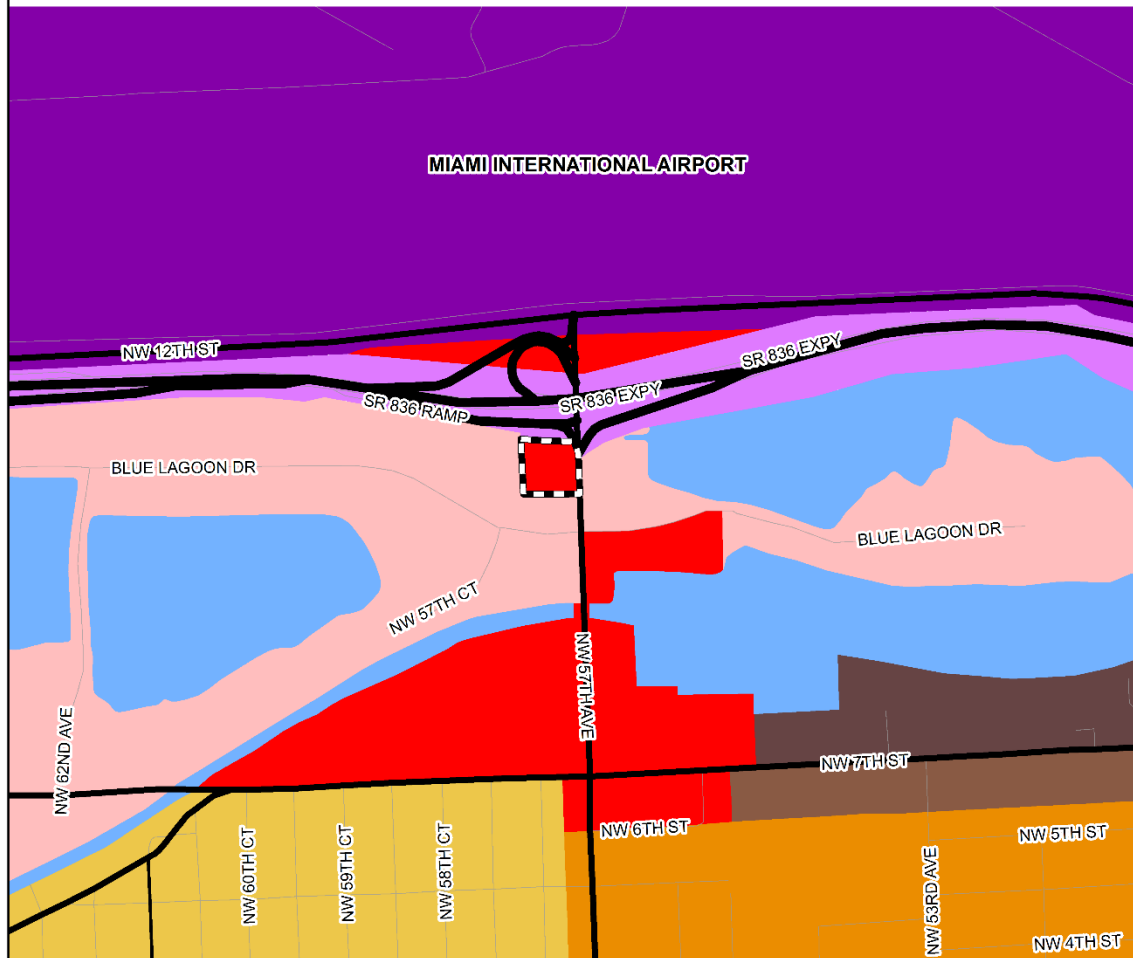 MIAMI INTERNATIONAL AIRPORT
NW 12TH ST
SR 836 EXPY
SR 836 EXPY
SR 836 RAMP
BLUE LAGOON DR
BLUE LAGOON DR
NW 57TH CT
NW 57TH AVE
NW 62ND AVE
NW 7TH ST
NW 6TH ST
NW 5TH ST
NW 60TH CT
NW 59TH CT
NW 58TH CT
NW 53RD AVE
NW 4TH ST